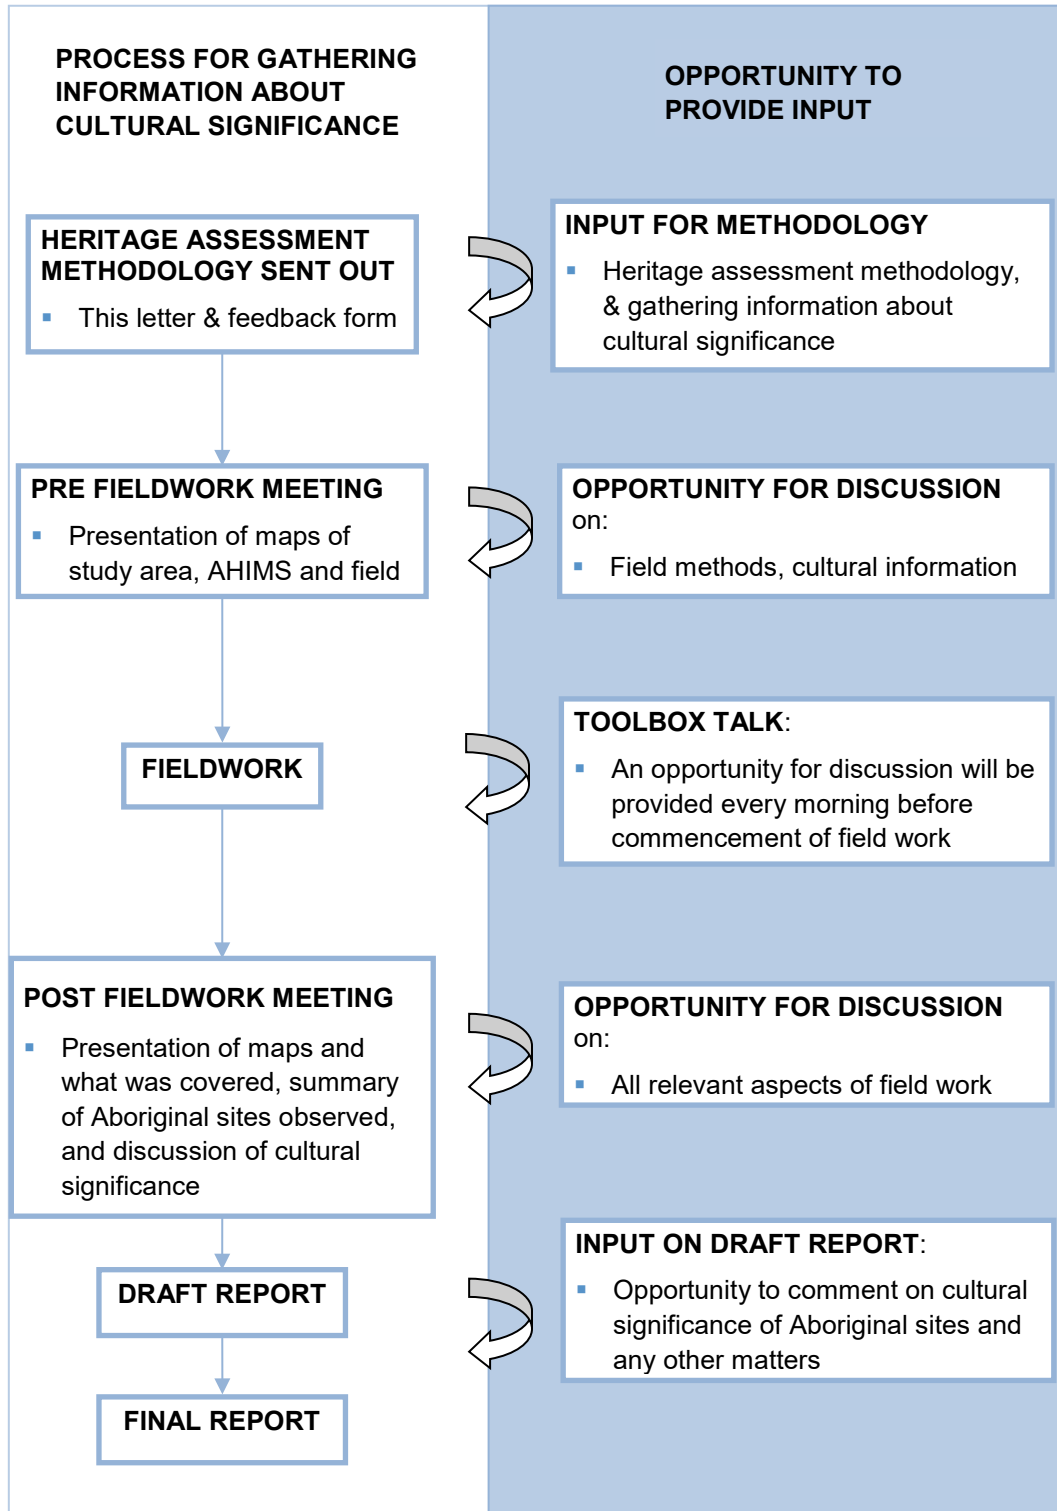 PROCESS FOR GATHERING
INFORMATION ABOUT
CULTURAL SIGNIFICANCE
OPPORTUNITY TO
PROVIDE INPUT
HERITAGE ASSESSMENT
METHODOLOGY SENT OUT
▪ This letter & feedback form
INPUT FOR METHODOLOGY
▪ Heritage assessment methodology,
& gathering information about
cultural significance
PRE FIELDWORK MEETING
▪ Presentation of maps of
study area, AHIMS and field
OPPORTUNITY FOR DISCUSSION
on:
▪ Field methods, cultural information
FIELDWORK
TOOLBOX TALK:
▪ An opportunity for discussion will be
provided every morning before
commencement of field work
POST FIELDWORK MEETING
▪ Presentation of maps and
what was covered, summary
of Aboriginal sites observed,
and discussion of cultural
significance
OPPORTUNITY FOR DISCUSSION
on:
▪ All relevant aspects of field work
DRAFT REPORT
INPUT ON DRAFT REPORT:
▪ Opportunity to comment on cultural
significance of Aboriginal sites and
any other matters
FINAL REPORT